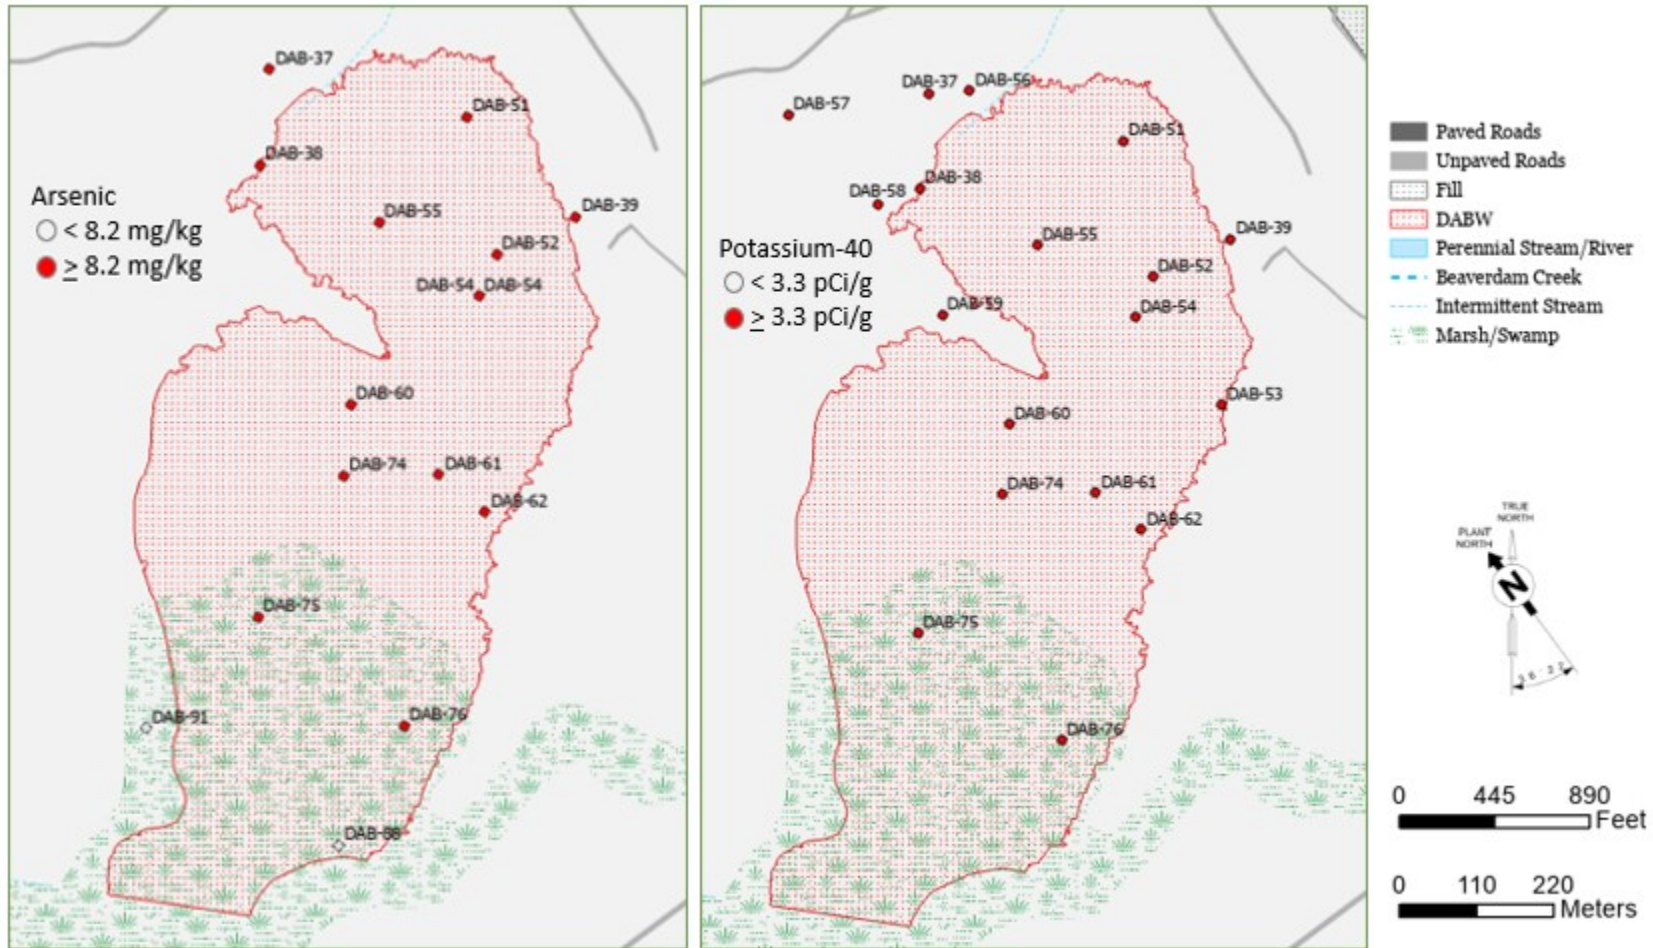 DAB-37
DAB-51
DAB-38
Arsenic
< 8.2 mg/kg
≥ 8.2 mg/kg
DAB-55
DAB-39
DAB-52
DAB-54 DAB-54
DAB-60
DAB-74
DAB-61
DAB-62
DAB-75
DAB-91
DAB-76
DAB-88
DAB-37
DAB-56
DAB-57
DAB-51
DAB-38
DAB-58
DAB-55
DAB-39
Potassium-40
< 3.3 pCi/g
≥ 3.3 pCi/g
DAB-52
DAB-59
DAB-54
DAB-53
DAB-60
DAB-74
DAB-61
DAB-62
DAB-75
DAB-76
Paved Roads
Unpaved Roads
Fill
DABW
Perennial Stream/River
Beaverdam Creek
Intermittent Stream
Marsh/Swamp
TRUE
NORTH
PLANT
NORTH
N
0 445 890
Feet
0 110 220
Meters